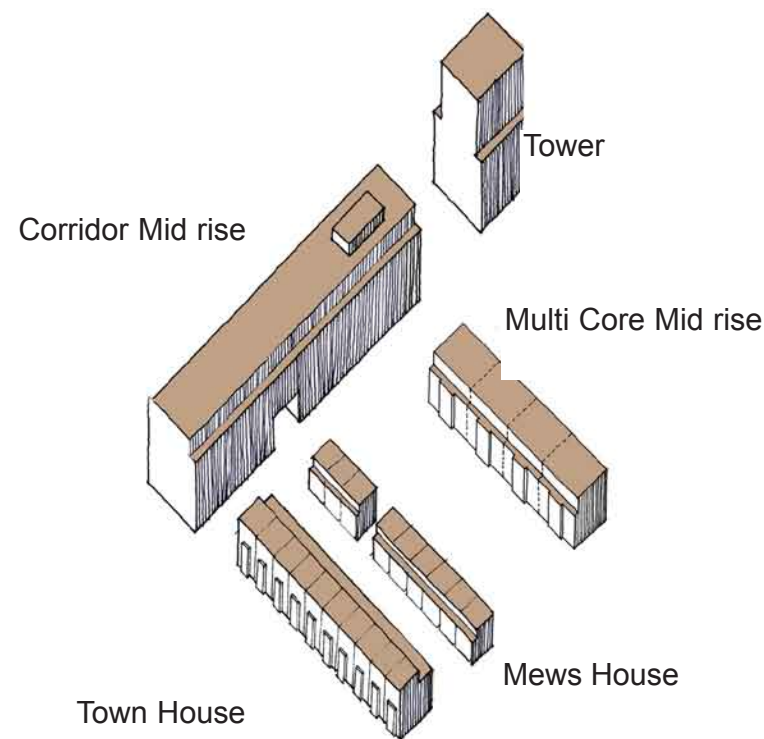 Tower
Corridor Mid rise
Multi Core Mid rise
Mews House
Town House